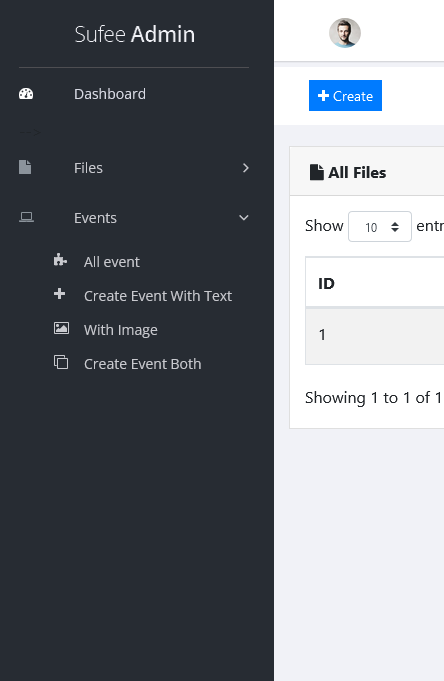 Sufee Admin
Dashboard
-->
Files
Events
All event
Create Event With Text
With Image
Create Event Both
Create
All Files
Show 10 entr
ID
1
Showing 1 to 1 of 1